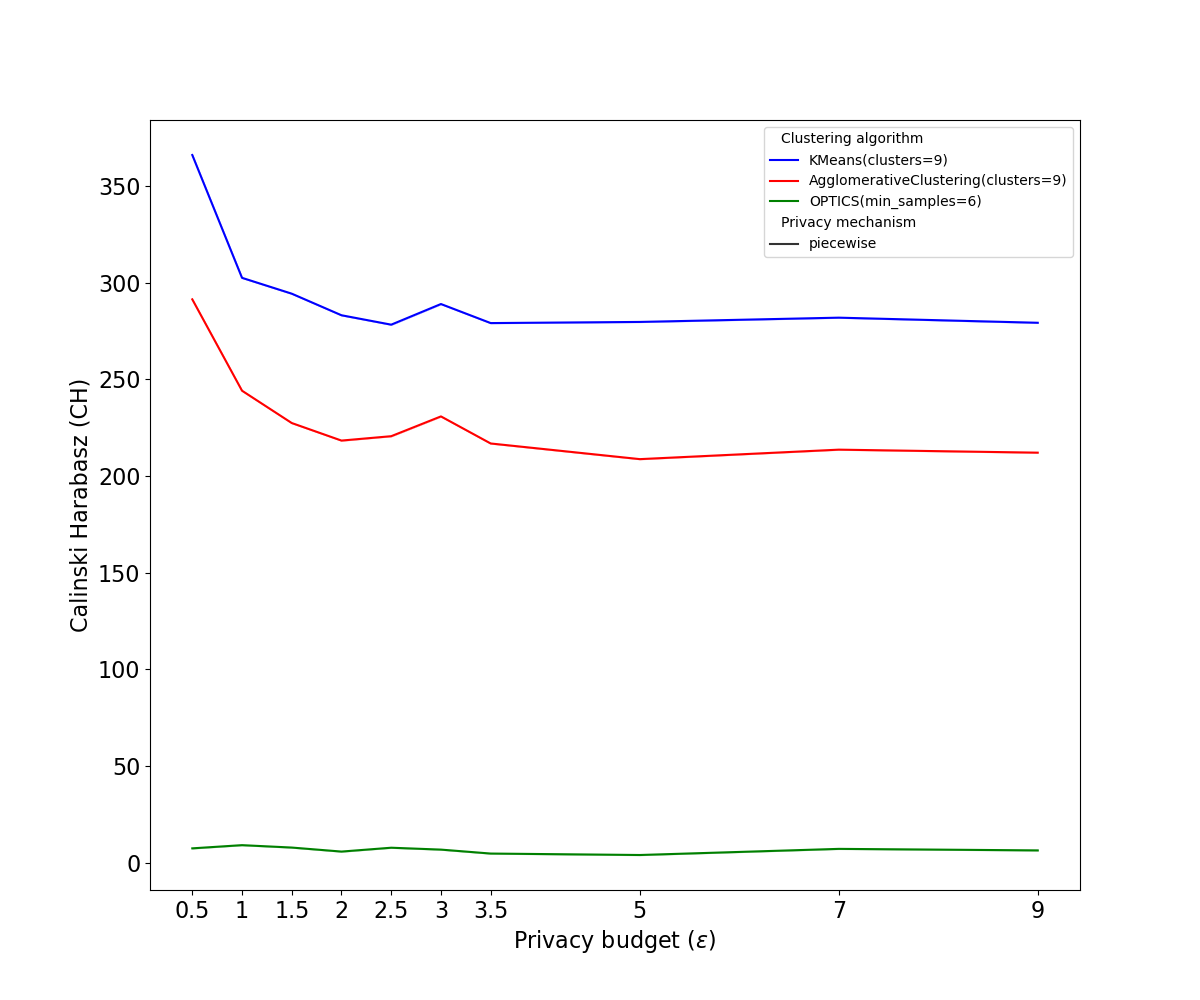 Clustering algorithm
KMeans(clusters=9)
AgglomerativeClustering(clusters=9)
OPTICS(min_samples=6)
Privacy mechanism
piecewise
Calinski Harabasz (CH)
350
300
250
200
150
100
50
0
0.5 1 1.5 2 2.5 3 3.5 5 7 9
Privacy budget (ε)